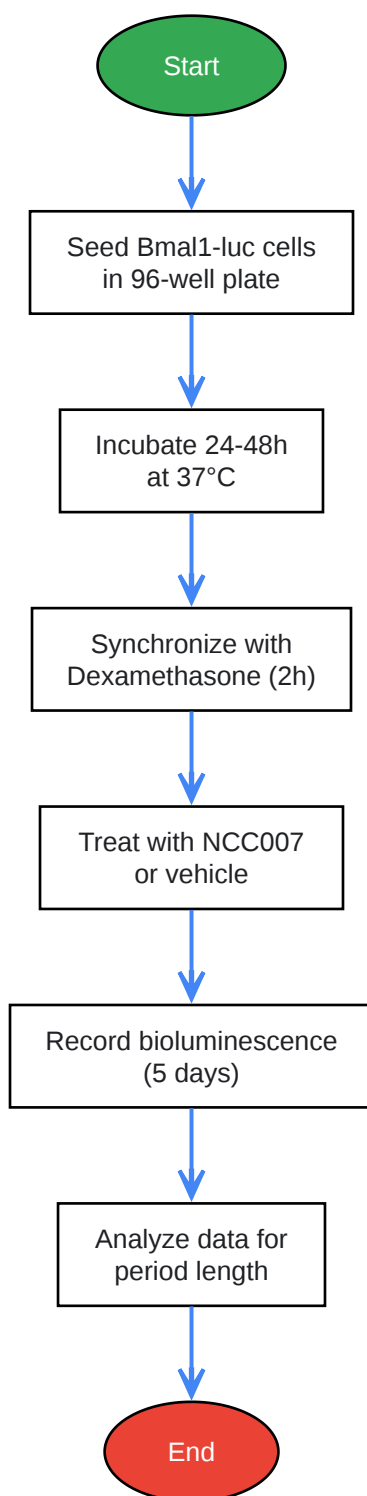 Start
Seed Bmal1-luc cells
in 96-well plate
Incubate 24-48h
at 37°C
Synchronize with
Dexamethasone (2h)
Treat with NCC007
or vehicle
Record bioluminescence
(5 days)
Analyze data for
period length
End